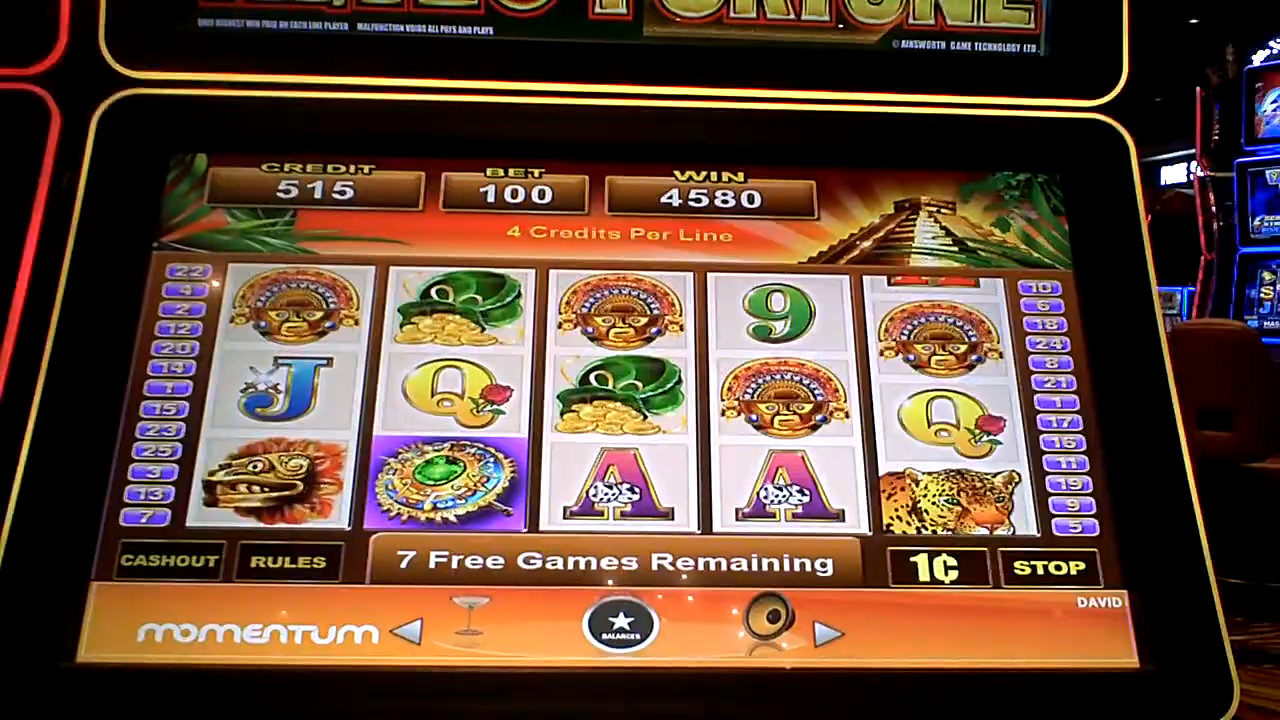 FORTUNE
ONLY HIGHEST WIN PAID ON EACH LINE PLAYED MALFUNCTION VOIDS ALL PAYS AND PLAYS
© AINSWORTH GAME TECHNOLOGY LTD.
CREDIT BET WIN
515 100 4580
4 Credits Per Line
22 10
4 6
2 18
12 24
20 8
14 21
1 1
15 17
23 15
25 11
3 19
13 9
7 5
9
J Q Q
A A
CASHOUT RULES 7 Free Games Remaining 1¢ STOP
DAVID
momentum BALANCES